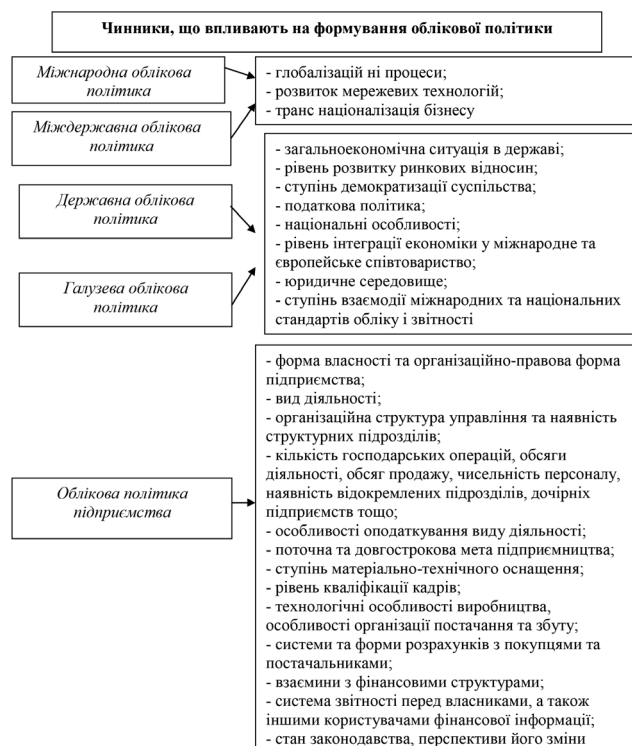 Чинники, що впливають на формування облікової політики
Міжнародна облікова
політика
Міждержавна облікова
політика
- глобалізацій ні процеси;
- розвиток мережевих технологій;
- транс націоналізація бізнесу
Державна облікова
політика
Галузева облікова
політика
- загальноекономічна ситуація в державі;
- рівень розвитку ринкових відносин;
- ступінь демократизації суспільства;
- податкова політика;
- національні особливості;
- рівень інтеграції економіки у міжнародне та
європейське співтовариство;
- юридичне середовище;
- ступінь взаємодії міжнародних та національних
стандартів обліку і звітності
Облікова політика
підприємства
- форма власності та організаційно-правова форма
підприємства;
- вид діяльності;
- організаційна структура управління та наявність
структурних підрозділів;
- кількість господарських операцій, обсяги
діяльності, обсяг продажу, чисельність персоналу,
наявність відокремлених підрозділів, дочірніх
підприємств тощо;
- особливості оподаткування виду діяльності;
- поточна та довгострокова мета підприємництва;
- ступінь матеріально-технічного оснащення;
- рівень кваліфікації кадрів;
- технологічні особливості виробництва,
особливості організації постачання та збуту;
- системи та форми розрахунків з покупцями та
постачальниками;
- взаємини з фінансовими структурами;
- система звітності перед власниками, а також
іншими користувачами фінансової інформації;
- стан законодавства, перспективи його зміни